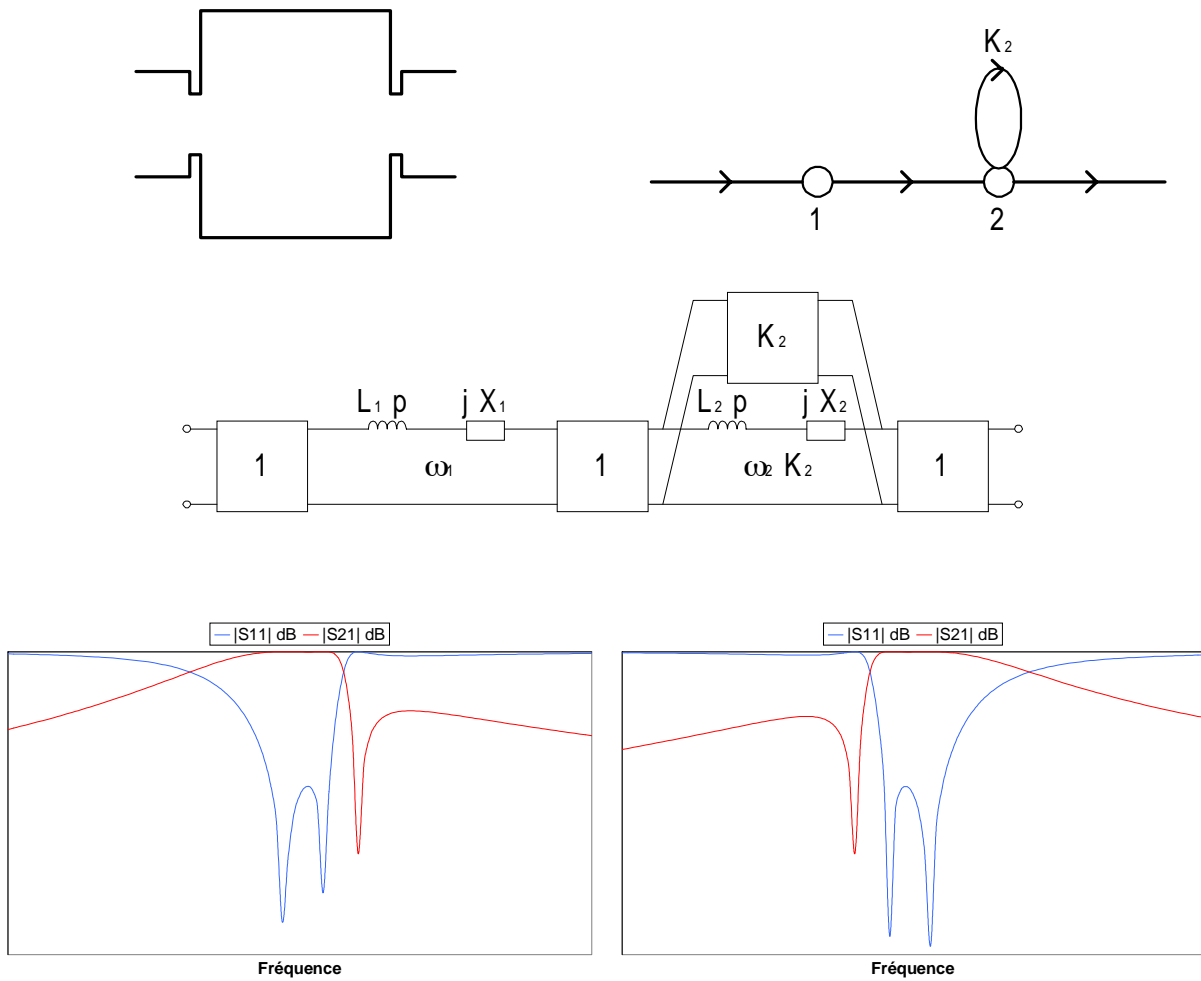 K₂
1 2
K₂
L₁ p j X₁ L₂ p j X₂
1 ω₁ 1 ω₂ K₂ 1
|S11| dB |S21| dB
|S11| dB |S21| dB
Fréquence
Fréquence